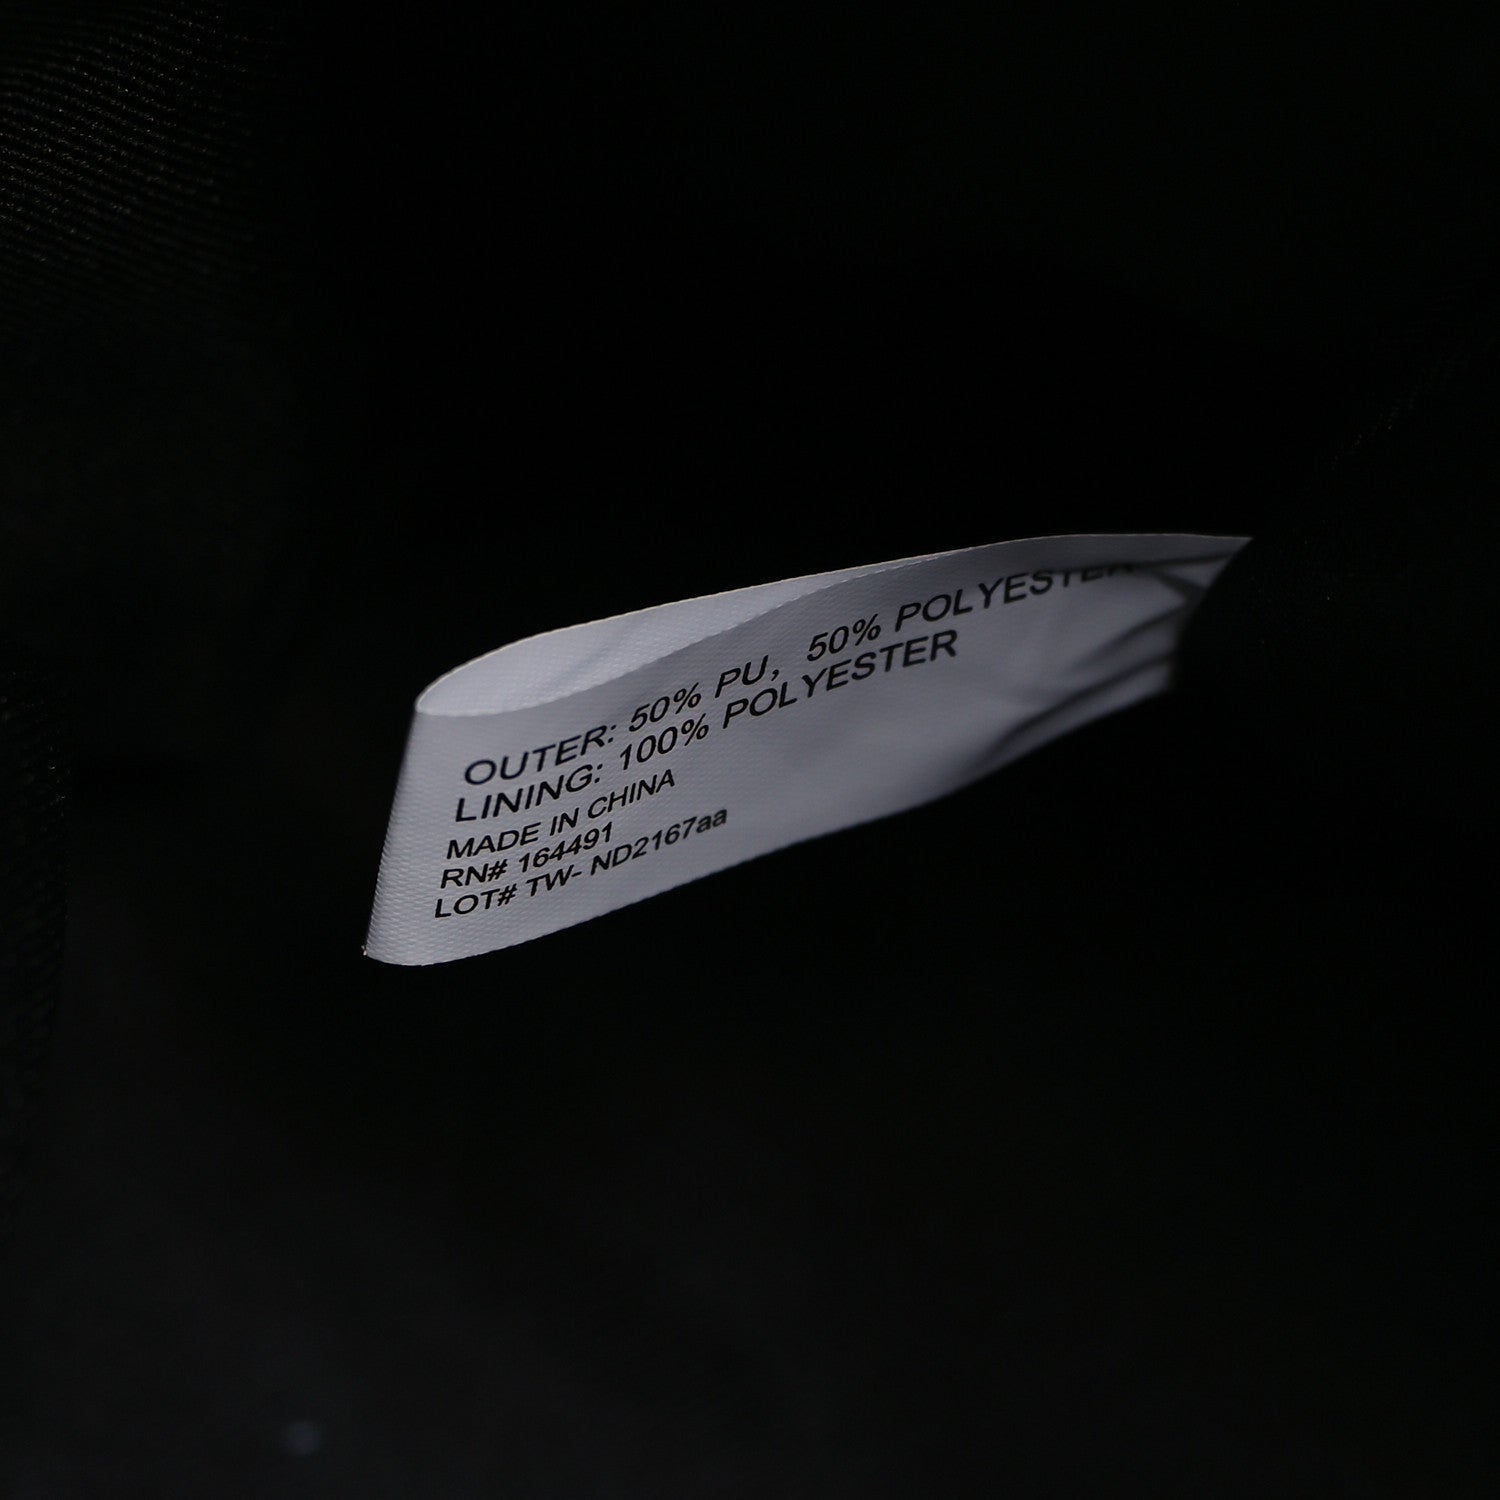 OUTER: 50% PU, 50% POLYESTER
LINING: 100% POLYESTER
MADE IN CHINA
RN# 164491
LOT# TW- ND2167aa